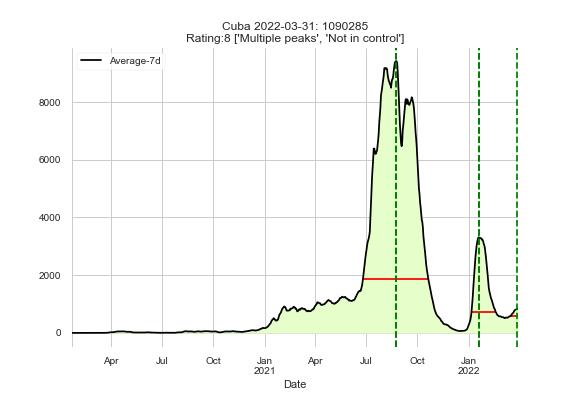 Cuba 2022-03-31: 1090285
Rating:8 ['Multiple peaks', 'Not in control']
Average-7d
8000
6000
4000
2000
0
Apr Jul Oct Jan Apr Jul Oct Jan
2021 2022
Date